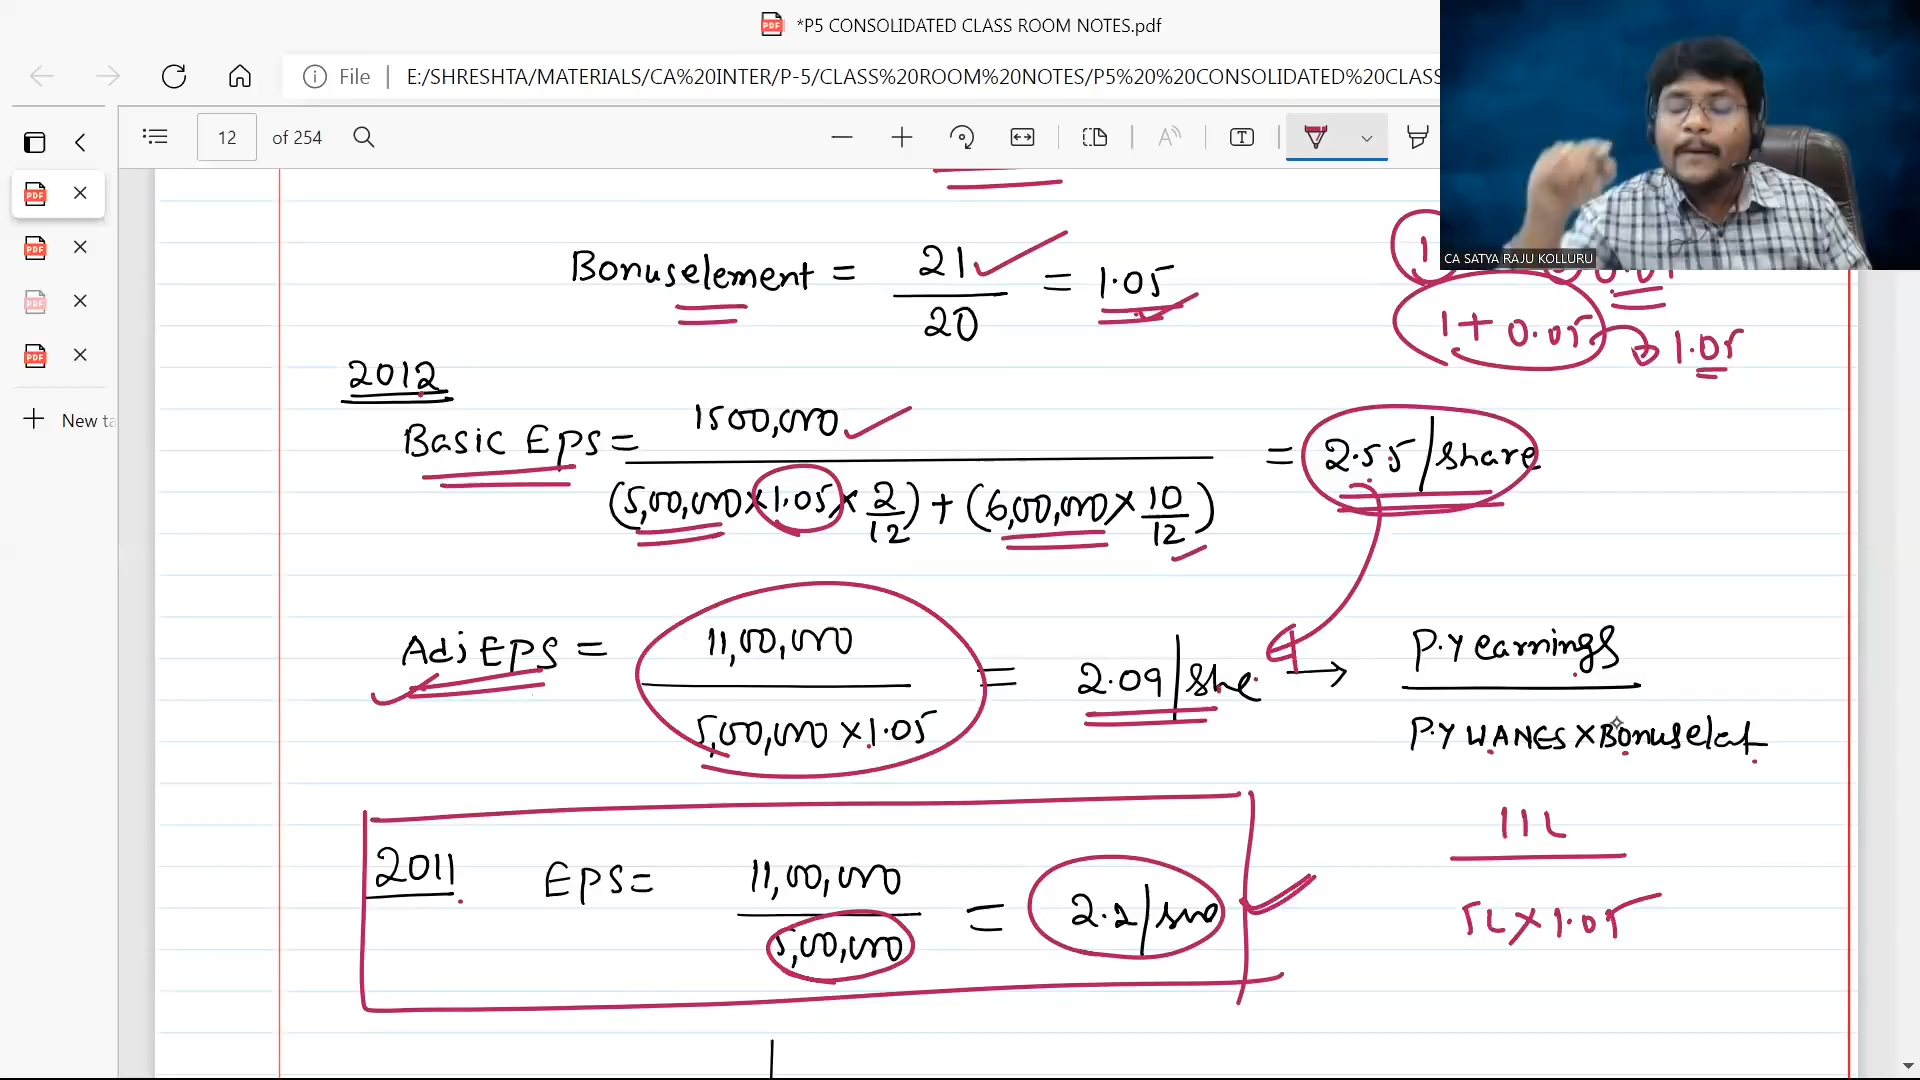 *P5 CONSOLIDATED CLASS ROOM NOTES.pdf
File | E:/SHRESHTA/MATERIALS/CA%20INTER/P-5/CLASS%20ROOM%20NOTES/P5%20%20CONSOLIDATED%20CLASS
12 of 254
New ta
CA SATYA RAJU KOLLURU
Bonuselement = 21/20 = 1.05
1
1 + 0.05 1.05
2012
Basic EPS = 1500,000 / (5,00,000 × 1.05 × 2/12) + (6,00,000 × 10/12) = 2.55/share
Adj EPS = 11,00,000 / 5,00,000 × 1.05 = 2.09/She → P.Y earnings / P.Y WANES × Bonuselet
11L / 5L × 1.05
2011 EPS = 11,00,000 / 5,00,000 = 2.2/